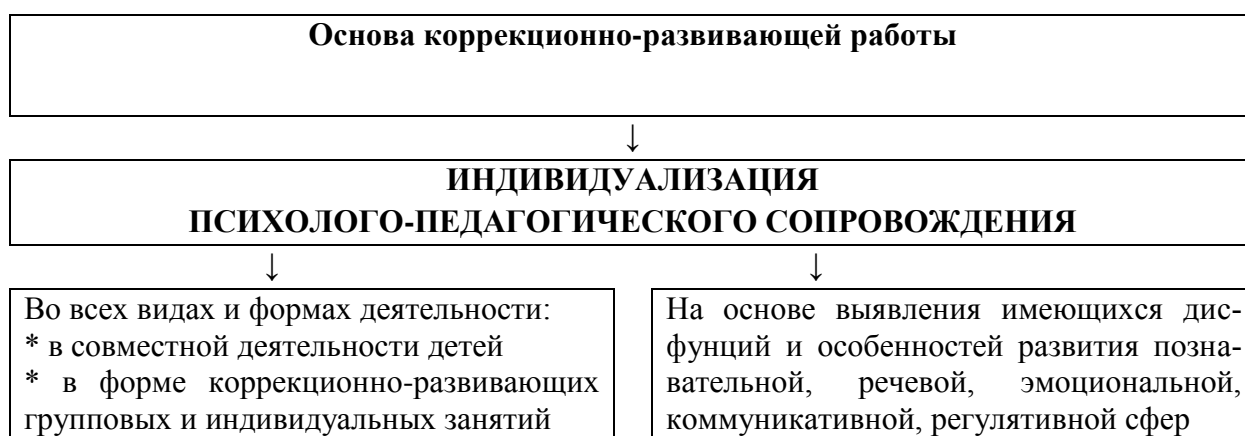 Основа коррекционно-развивающей работы
↓
ИНДИВИДУАЛИЗАЦИЯ
ПСИХОЛОГО-ПЕДАГОГИЧЕСКОГО СОПРОВОЖДЕНИЯ
↓ ↓
Во всех видах и формах деятельности:
* в совместной деятельности детей
* в форме коррекционно-развивающих
групповых и индивидуальных занятий
На основе выявления имеющихся дис-
фунций и особенностей развития позна-
вательной, речевой, эмоциональной,
коммуникативной, регулятивной сфер